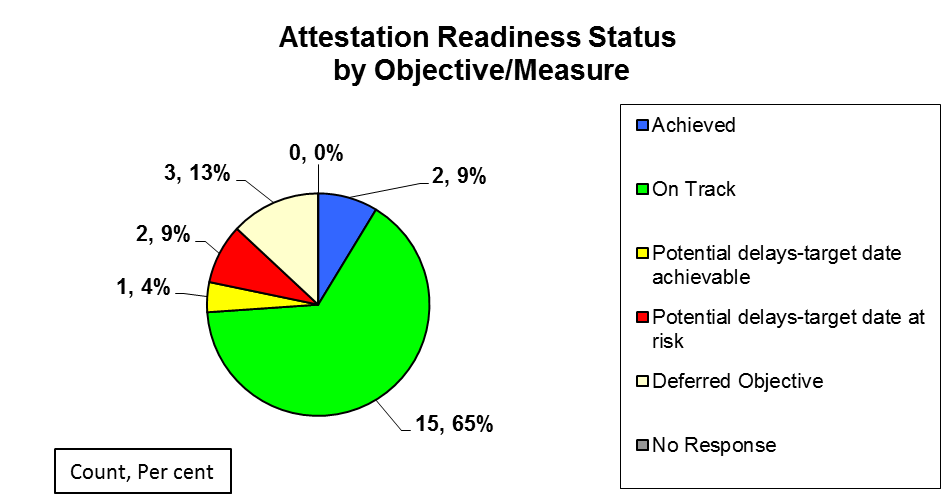 Attestation Readiness Status
by Objective/Measure
0, 0%
3, 13%
2, 9%
2, 9%
1, 4%
15, 65%
Count, Per cent
Achieved
On Track
Potential delays-target date
achievable
Potential delays-target date at
risk
Deferred Objective
No Response